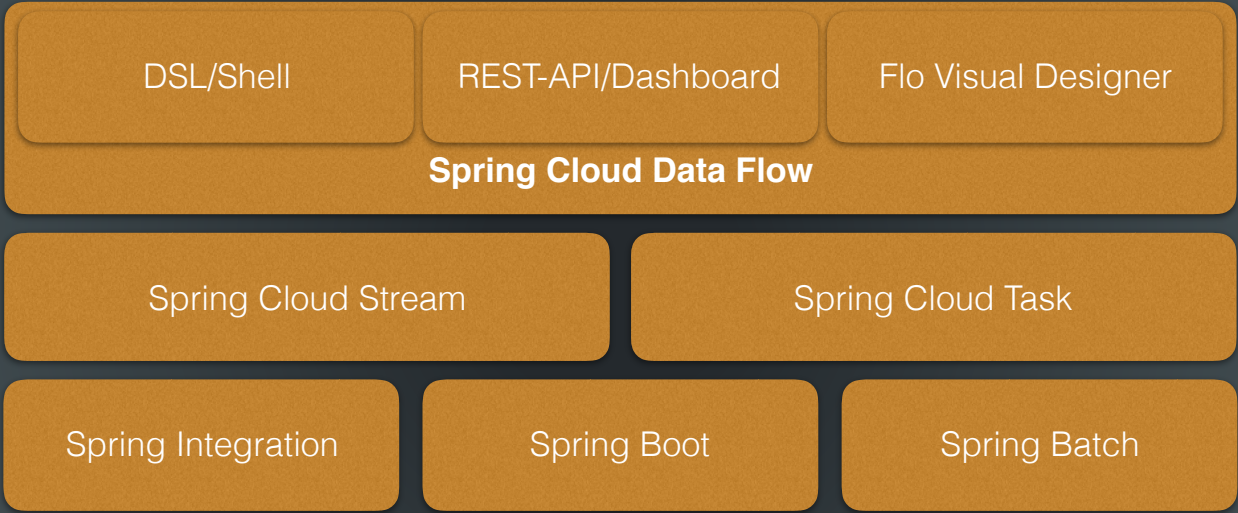 DSL/Shell
REST-API/Dashboard
Flo Visual Designer
Spring Cloud Data Flow
Spring Cloud Stream
Spring Cloud Task
Spring Integration
Spring Boot
Spring Batch